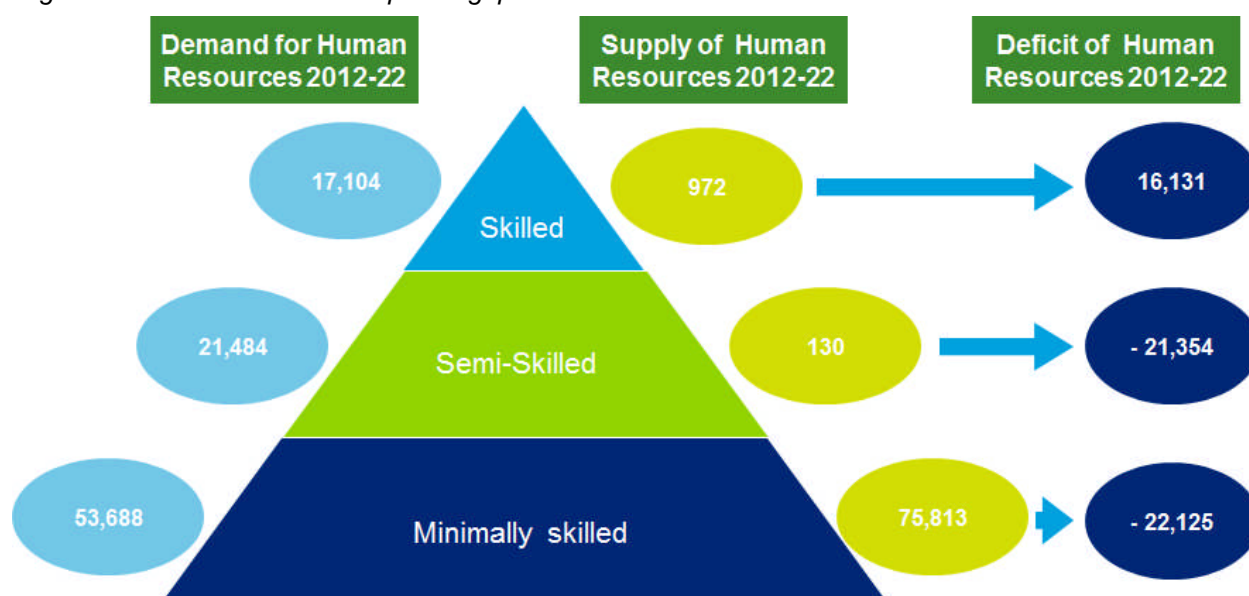 Demand for Human
Resources 2012-22
Supply of Human
Resources 2012-22
Deficit of Human
Resources 2012-22
17,104
Skilled
972
16,131
21,484
Semi-Skilled
130
- 21,354
53,688
Minimally skilled
75,813
- 22,125